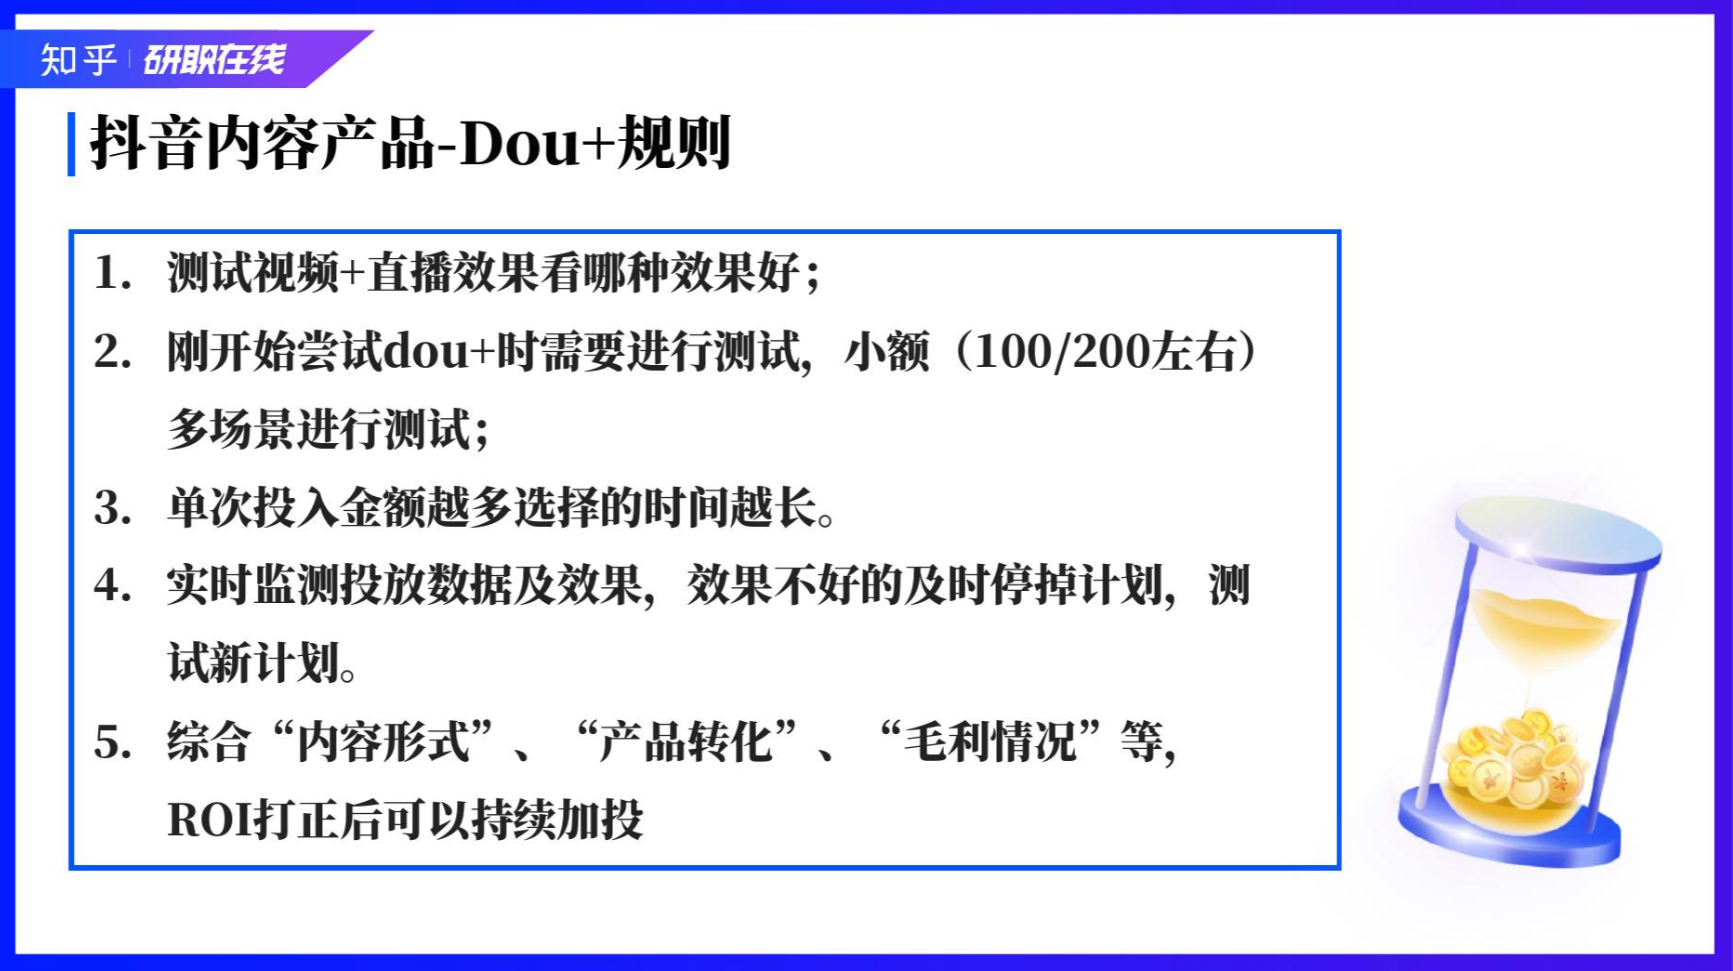 知乎 | 研职在线
抖音内容产品-Dou+规则
1. 测试视频+直播效果看哪种效果好；
2. 刚开始尝试dou+时需要进行测试，小额（100/200左右）
多场景进行测试；
3. 单次投入金额越多选择的时间越长。
4. 实时监测投放数据及效果，效果不好的及时停掉计划，测
试新计划。
5. 综合“内容形式”、“产品转化”、“毛利情况”等，
ROI打正后可以持续加投